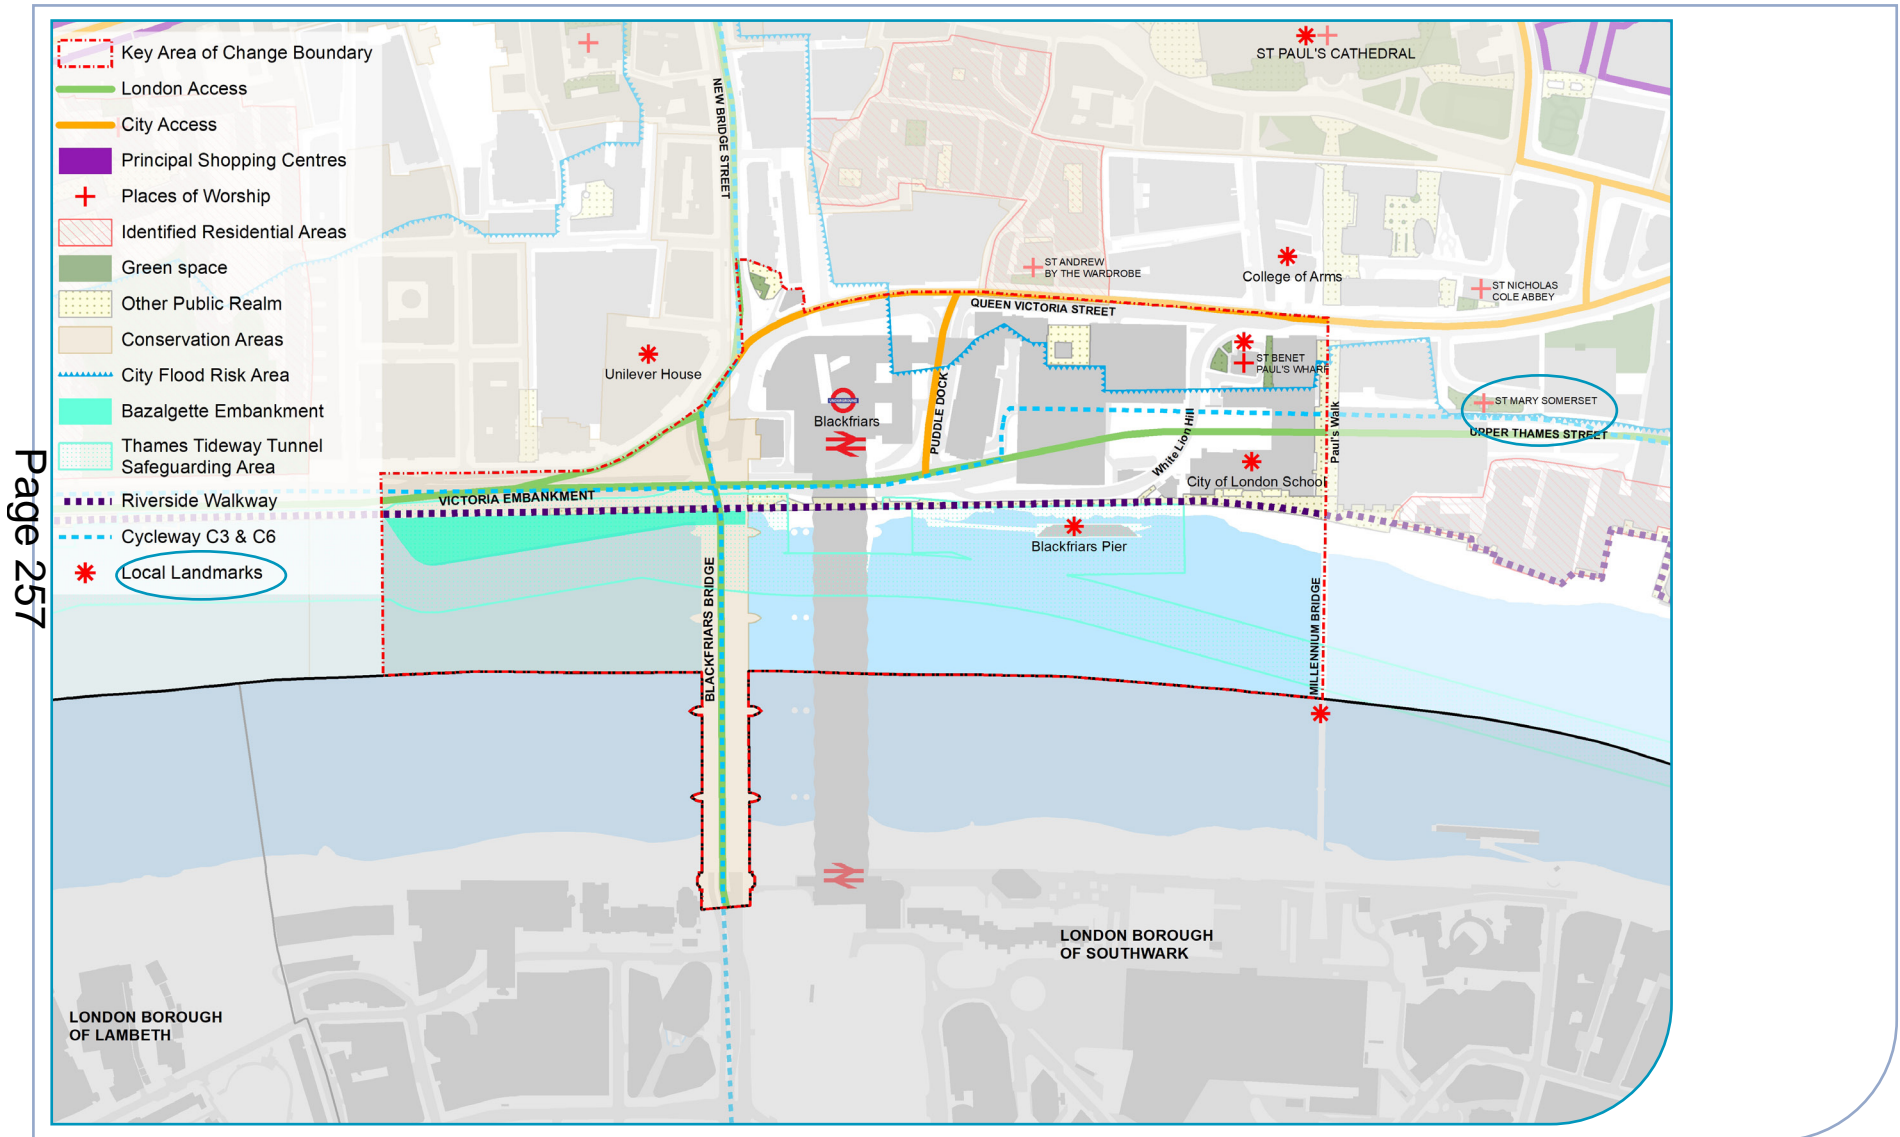 Key Area of Change Boundary
London Access
City Access
Principal Shopping Centres
Places of Worship
Identified Residential Areas
Green space
Other Public Realm
Conservation Areas
City Flood Risk Area
Bazalgette Embankment
Thames Tideway Tunnel
Safeguarding Area
Riverside Walkway
Cycleway C3 & C6
Local Landmarks
Page 257
NEW BRIDGE STREET
ST PAUL'S CATHEDRAL
ST ANDREW
BY THE WARDROBE
College of Arms
ST NICHOLAS
COLE ABBEY
QUEEN VICTORIA STREET
Unilever House
ST BENET
PAUL'S WHARF
UNDERGROUND
Blackfriars
PUDDLE DOCK
White Lion Hill
Paul's Walk
ST MARY SOMERSET
UPPER THAMES STREET
City of London School
VICTORIA EMBANKMENT
Blackfriars Pier
BLACKFRIARS BRIDGE
MILLENNIUM BRIDGE
LONDON BOROUGH
OF SOUTHWARK
LONDON BOROUGH
OF LAMBETH